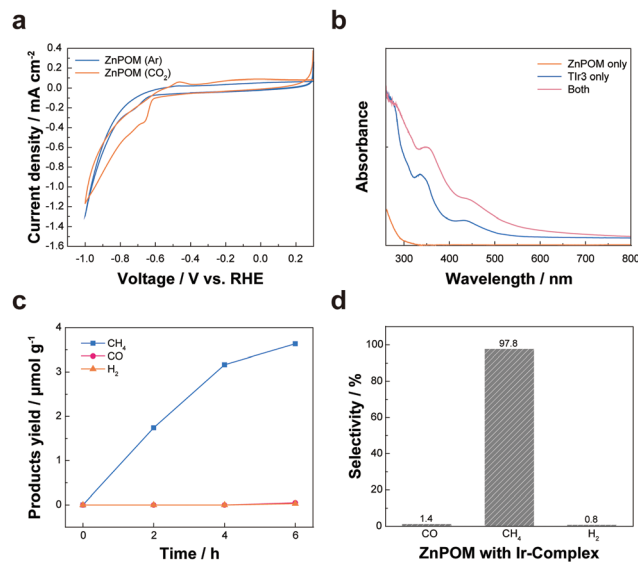 a
ZnPOM (Ar)
ZnPOM (CO₂)
0.4
0.2
0.0
-0.2
-0.4
-0.6
-0.8
-1.0
-1.2
-1.4
-1.6
Current density / mA cm⁻²
-1.0
-0.8
-0.6
-0.4
-0.2
0.0
0.2
Voltage / V vs. RHE
b
ZnPOM only
TIr3 only
Both
Absorbance
300
400
500
600
700
800
Wavelength / nm
c
CH₄
CO
H₂
4
3
2
1
0
Products yield / μmol g⁻¹
0
2
4
6
Time / h
d
100
80
60
40
20
0
Selectivity / %
1.4
97.8
0.8
CO
CH₄
H₂
ZnPOM with Ir-Complex